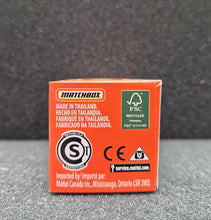 MATCHBOX
MADE IN THAILAND.
HECHO EN TAILANDIA.
FABRIQUÉ EN THAÏLANDE.
FABRICADO NA TAILÂNDIA.
FSC
RECYCLED
Packaging
S
CE
service.mattel.com
Imported by/Importé par:
Mattel Canada Inc., Mississauga, Ontario L5R 3W2.